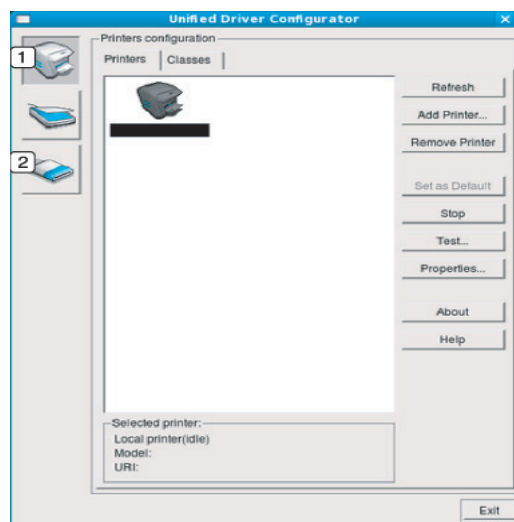 Unified Driver Configurator
1
2
Printers configuration
Printers
Classes
Refresh
Add Printer...
Remove Printer
Set as Default
Stop
Test...
Properties...
About
Help
Selected printer:
Local printer(idle)
Model:
URI:
Exit